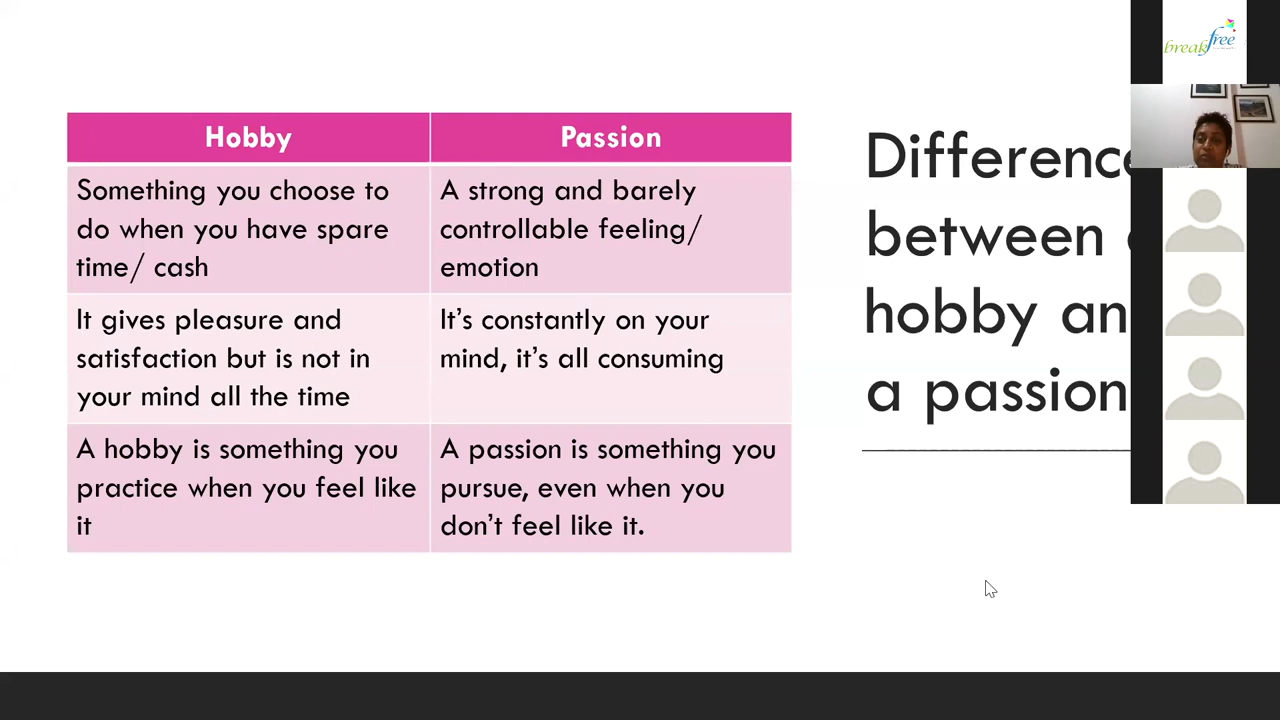 Hobby
Passion
Something you choose to
do when you have spare
time/ cash
A strong and barely
controllable feeling/
emotion
It gives pleasure and
satisfaction but is not in
your mind all the time
It's constantly on your
mind, it's all consuming
A hobby is something you
practice when you feel like
it
A passion is something you
pursue, even when you
don't feel like it.
Difference
between
hobby an
a passion
breakfree